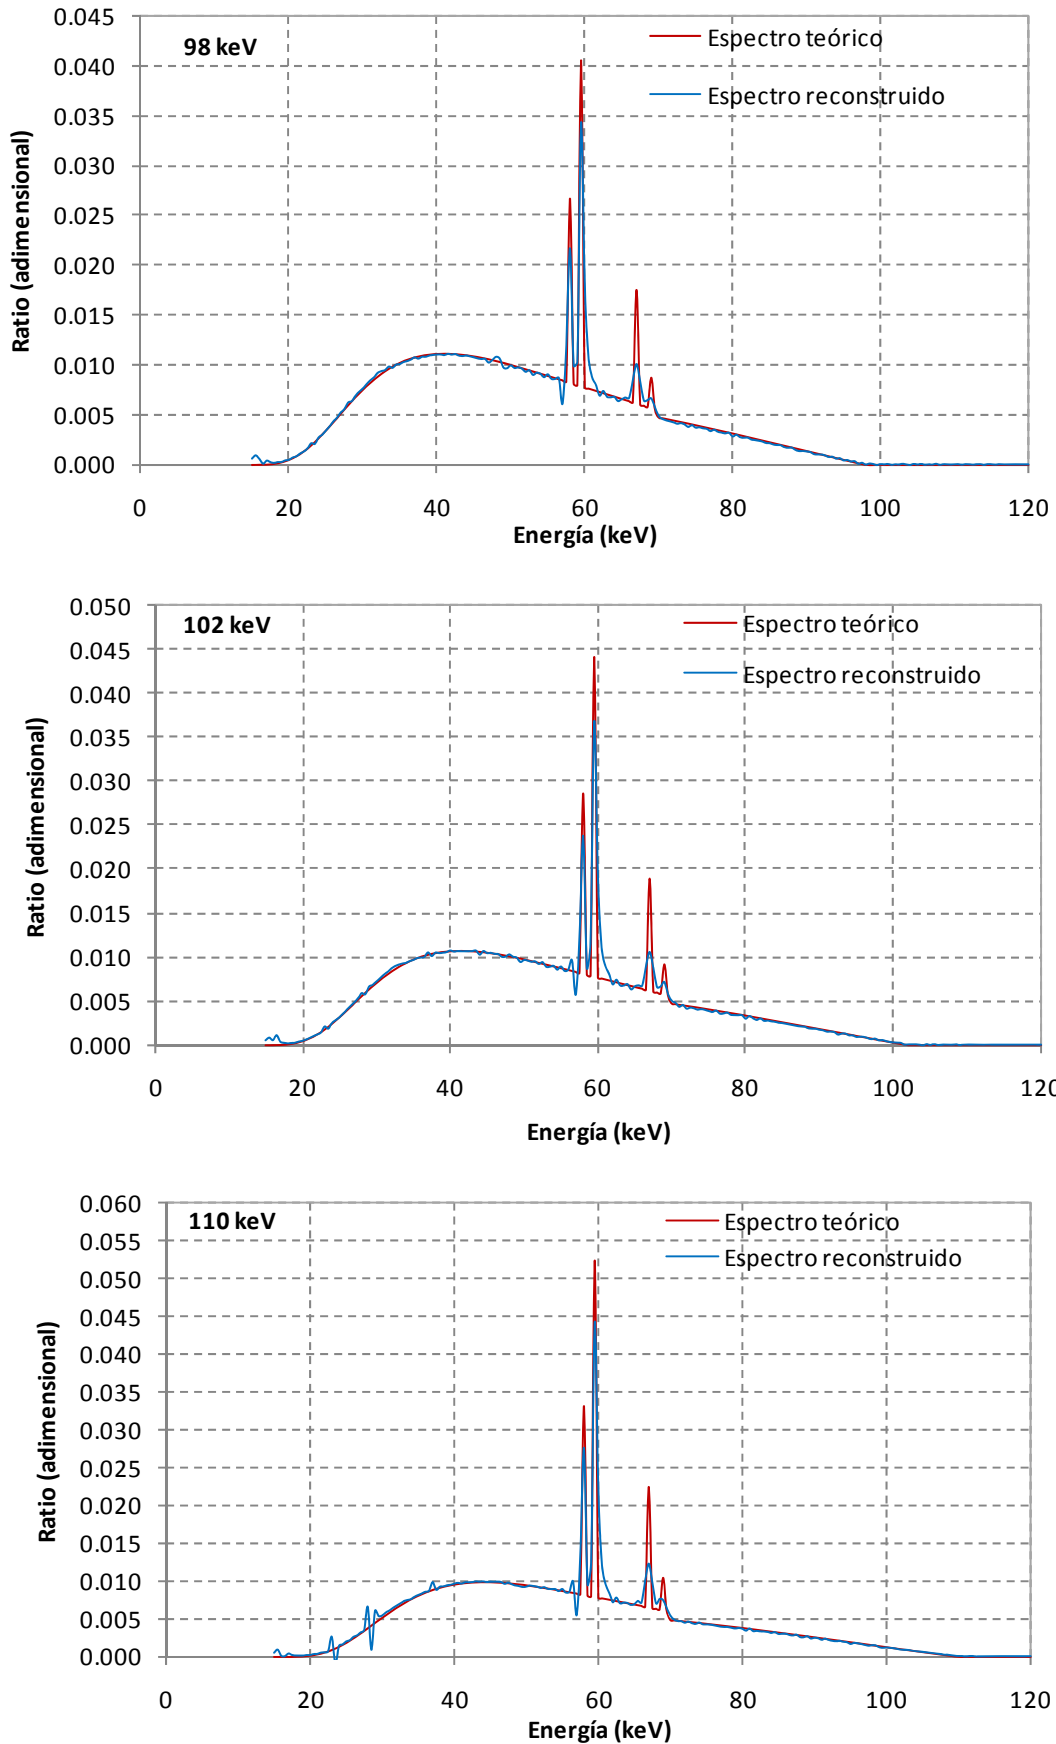 0.045
98 keV
Espectro teórico
0.040
Espectro reconstruido
0.035
0.030
0.025
0.020
0.015
0.010
0.005
0.000
Ratio (adimensional)
0 20 40 60 80 100 120
Energía (keV)
0.050
102 keV
Espectro teórico
0.045
Espectro reconstruido
0.040
0.035
0.030
0.025
0.020
0.015
0.010
0.005
0.000
Ratio (adimensional)
0 20 40 60 80 100 120
Energía (keV)
0.060
110 keV
Espectro teórico
0.055
Espectro reconstruido
0.050
0.045
0.040
0.035
0.030
0.025
0.020
0.015
0.010
0.005
0.000
Ratio (adimensional)
0 20 40 60 80 100 120
Energía (keV)